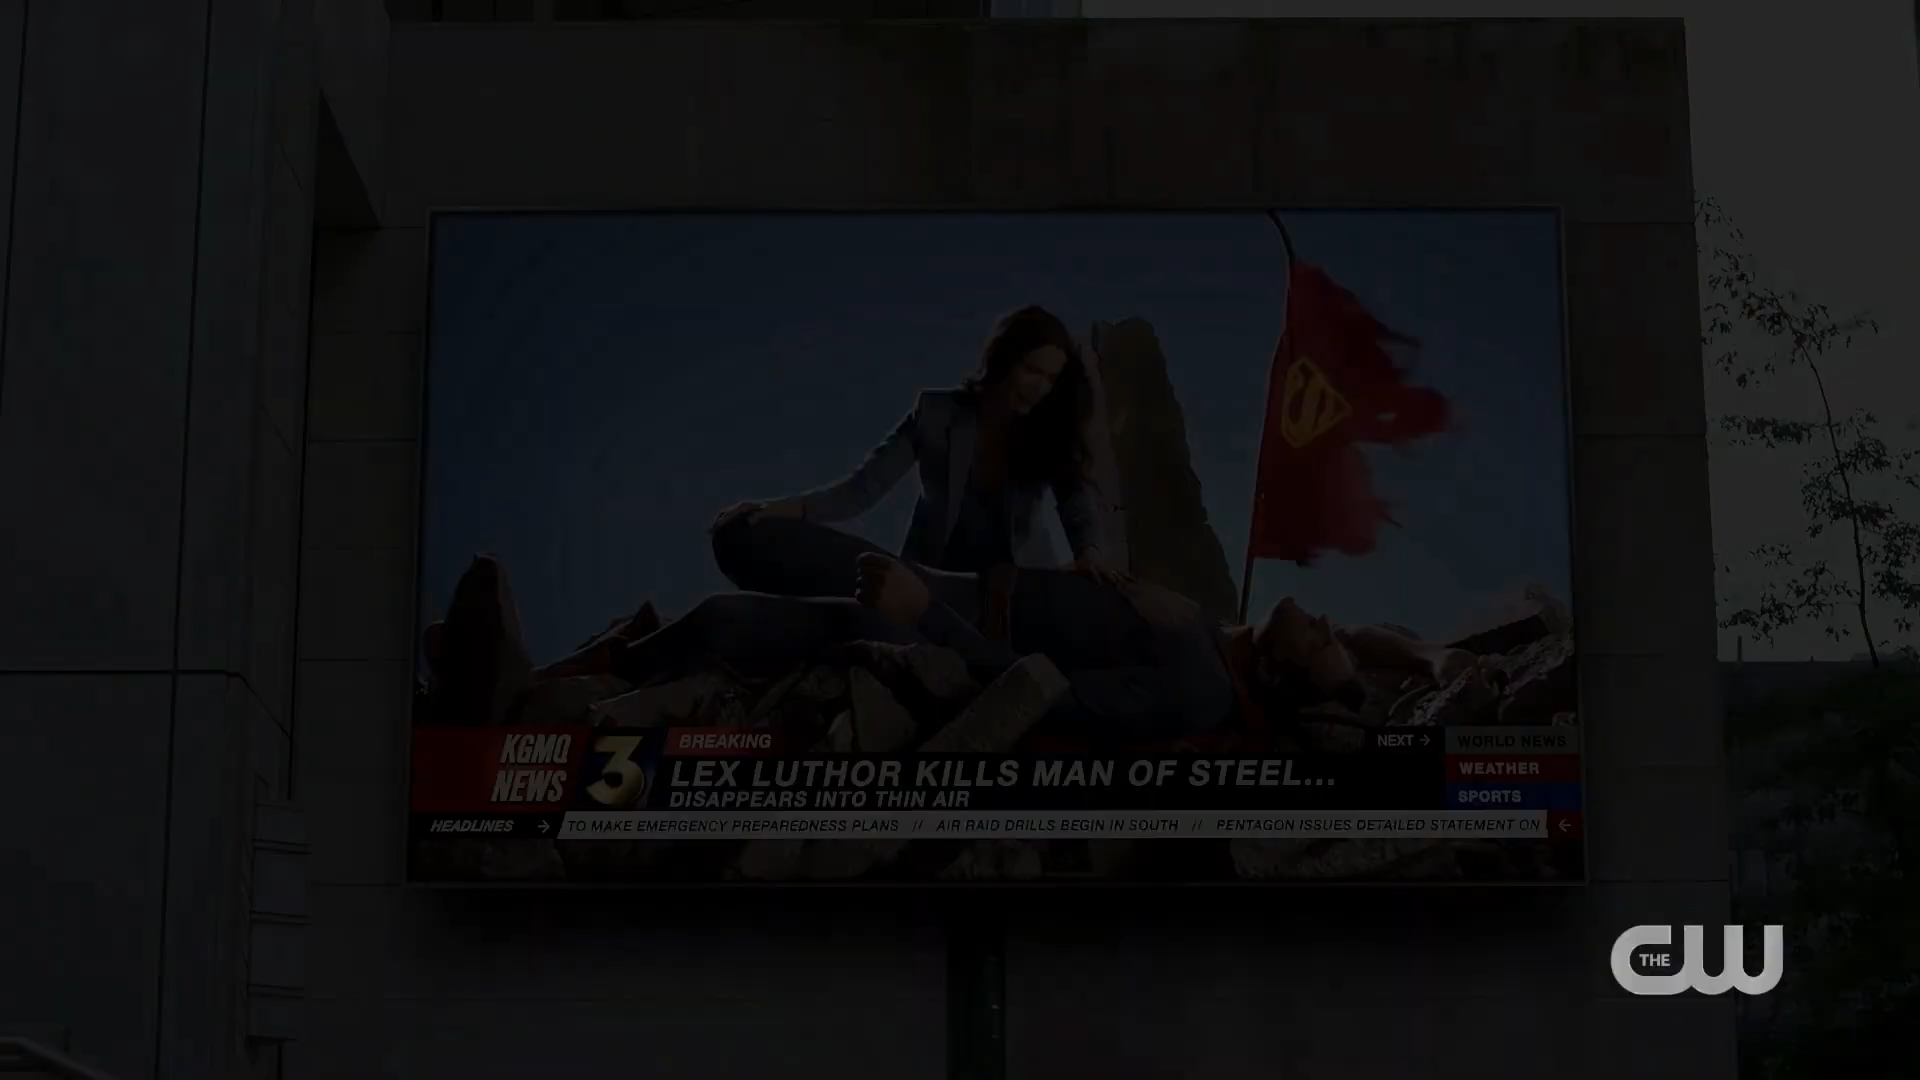 KGMQ
NEWS
3
BREAKING
LEX LUTHOR KILLS MAN OF STEEL...
DISAPPEARS INTO THIN AIR
NEXT →
WORLD NEWS
WEATHER
SPORTS
HEADLINES →
TO MAKE EMERGENCY PREPAREDNESS PLANS // AIR RAID DRILLS BEGIN IN SOUTH // PENTAGON ISSUES DETAILED STATEMENT ON ←
THE CW